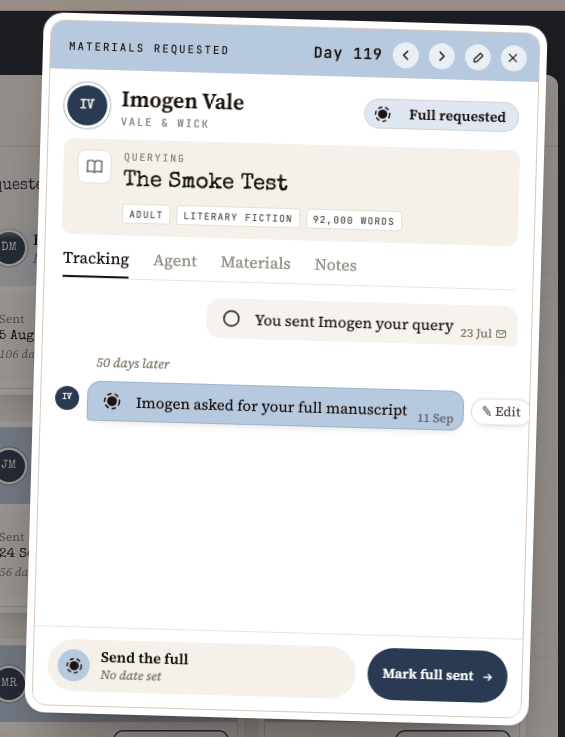 MATERIALS REQUESTED
Day 119
IV
Imogen Vale
VALE & WICK
Full requested
QUERYING
The Smoke Test
ADULT
LITERARY FICTION
92,000 WORDS
Tracking
Agent
Materials
Notes
You sent Imogen your query
23 Jul
50 days later
IV
Imogen asked for your full manuscript
11 Sep
Edit
Send the full
No date set
Mark full sent →
DM
Sent
5 Aug
106 da
JM
Sent
24 S
56 da
MR